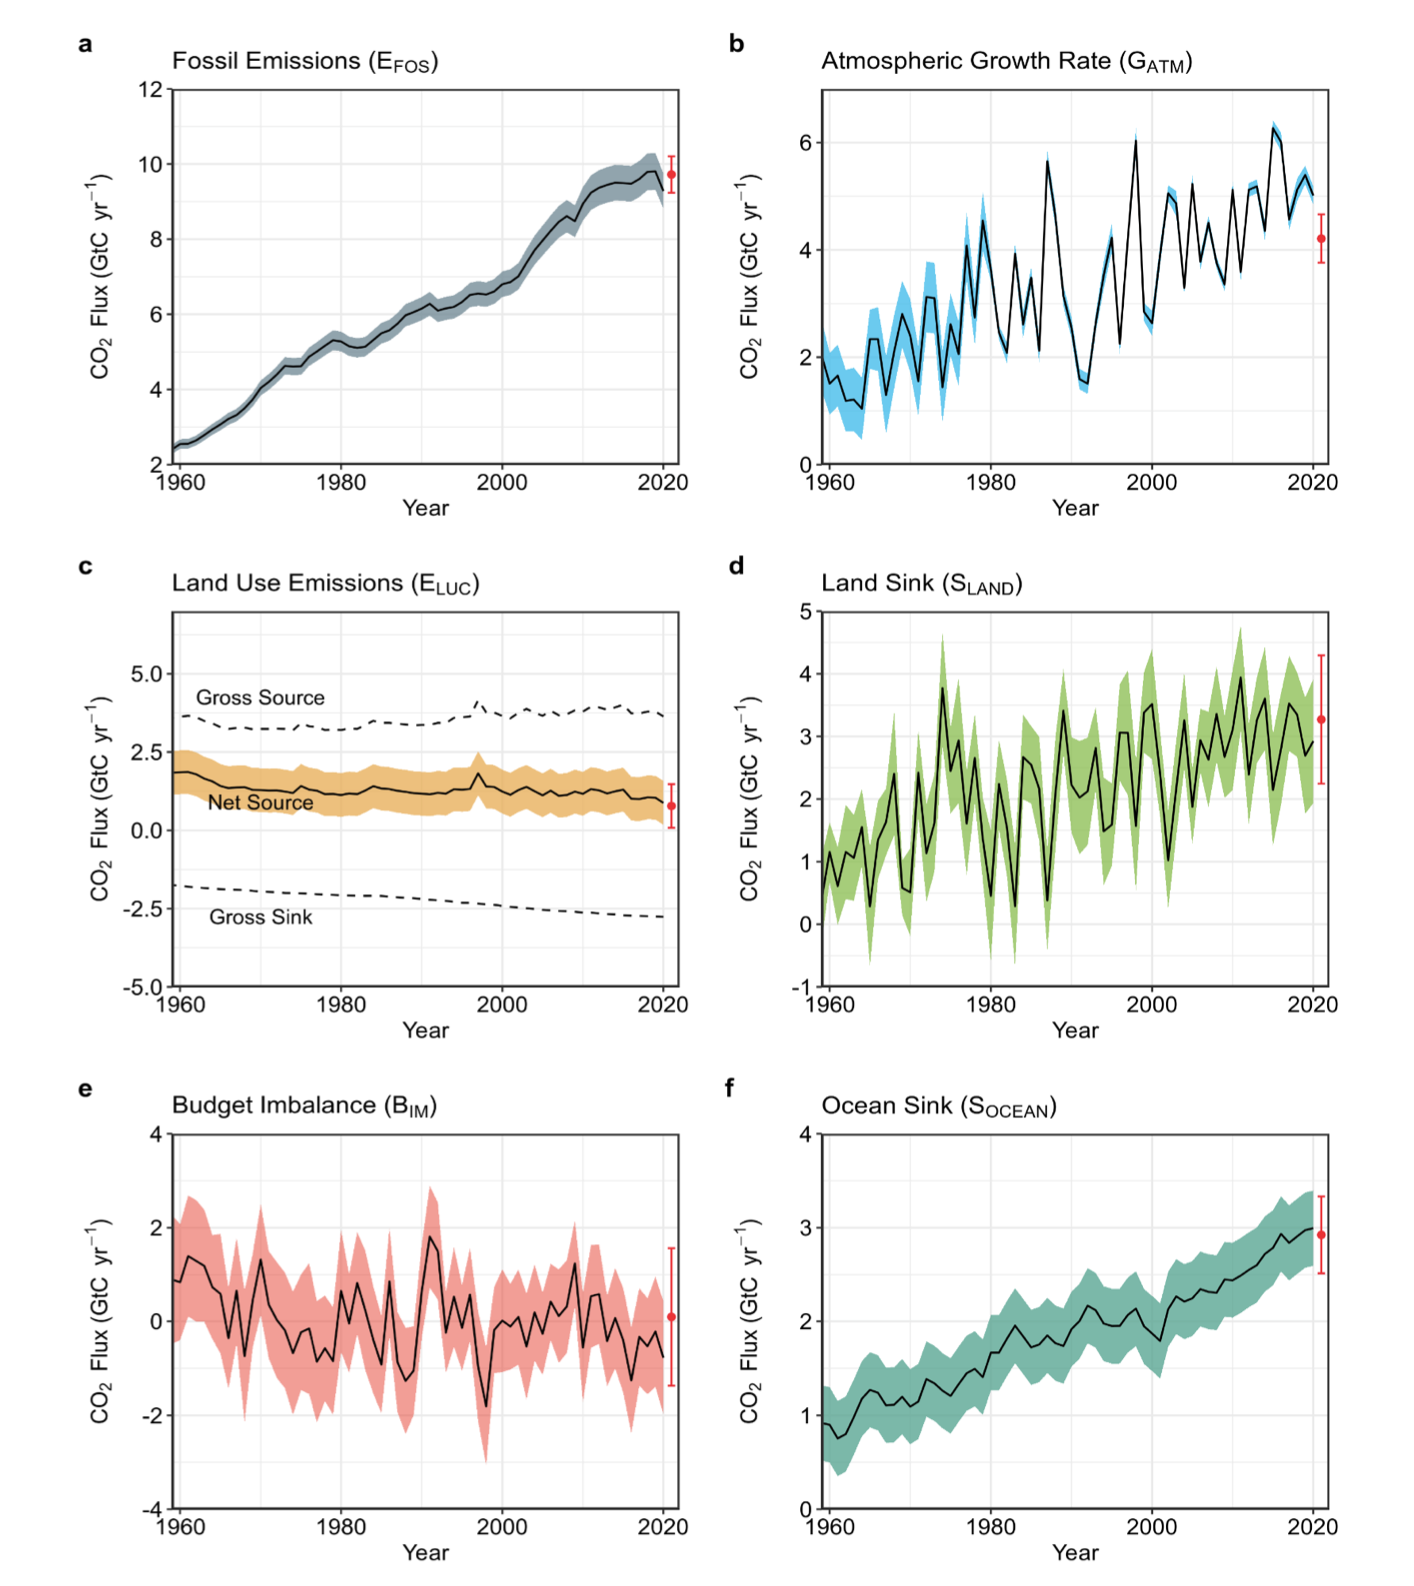 a
Fossil Emissions (E_FOS)
CO₂ Flux (GtC yr⁻¹)
12
10
8
6
4
2
1960 1980 2000 2020
Year
b
Atmospheric Growth Rate (G_ATM)
CO₂ Flux (GtC yr⁻¹)
6
4
2
0
1960 1980 2000 2020
Year
c
Land Use Emissions (E_LUC)
CO₂ Flux (GtC yr⁻¹)
5.0
2.5
0.0
-2.5
-5.0
Gross Source
Net Source
Gross Sink
1960 1980 2000 2020
Year
d
Land Sink (S_LAND)
CO₂ Flux (GtC yr⁻¹)
5
4
3
2
1
0
-1
1960 1980 2000 2020
Year
e
Budget Imbalance (B_IM)
CO₂ Flux (GtC yr⁻¹)
4
2
0
-2
-4
1960 1980 2000 2020
Year
f
Ocean Sink (S_OCEAN)
CO₂ Flux (GtC yr⁻¹)
4
3
2
1
0
1960 1980 2000 2020
Year